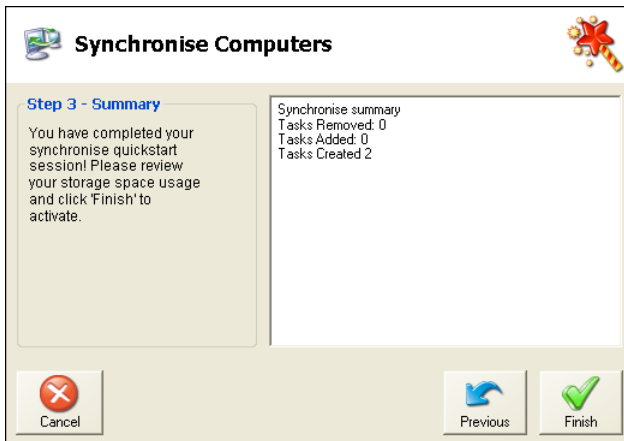 Synchronise Computers
Step 3 - Summary
You have completed your
synchronise quickstart
session! Please review
your storage space usage
and click 'Finish' to
activate.
Synchronise summary
Tasks Removed: 0
Tasks Added: 0
Tasks Created 2
Cancel
Previous
Finish